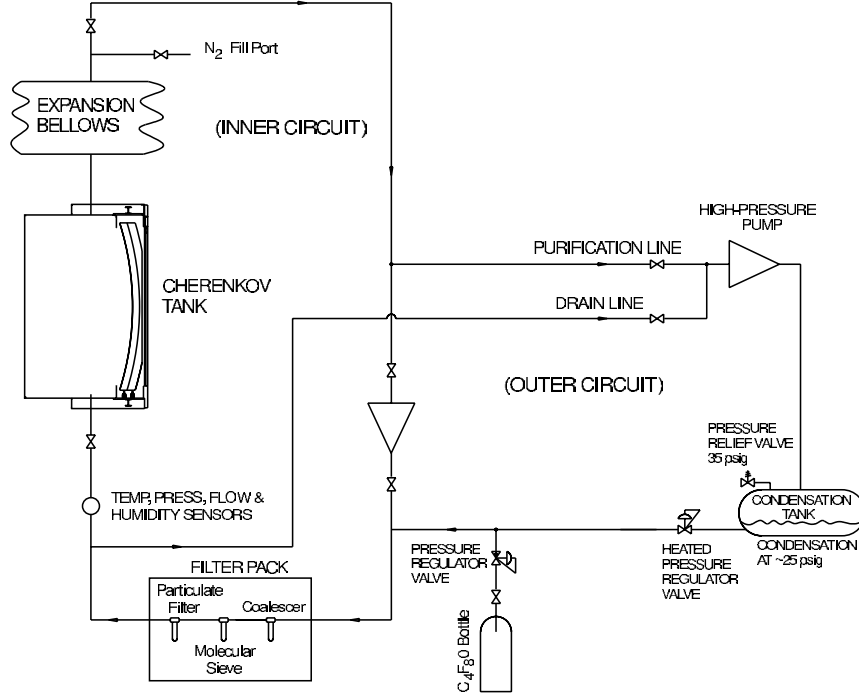 N2 Fill Port
EXPANSION
BELLOWS
(INNER CIRCUIT)
HIGH-PRESSURE
PUMP
PURIFICATION LINE
CHERENKOV
TANK
DRAIN LINE
(OUTER CIRCUIT)
PRESSURE
RELIEF VALVE
35 psig
TEMP, PRESS, FLOW &
HUMIDITY SENSORS
CONDENSATION
TANK
CONDENSATION
AT ~25 psig
FILTER PACK
PRESSURE
REGULATOR
VALVE
HEATED
PRESSURE
REGULATOR
VALVE
Particulate
Filter
Coalescer
Molecular
Sieve
C4F8O Bottle